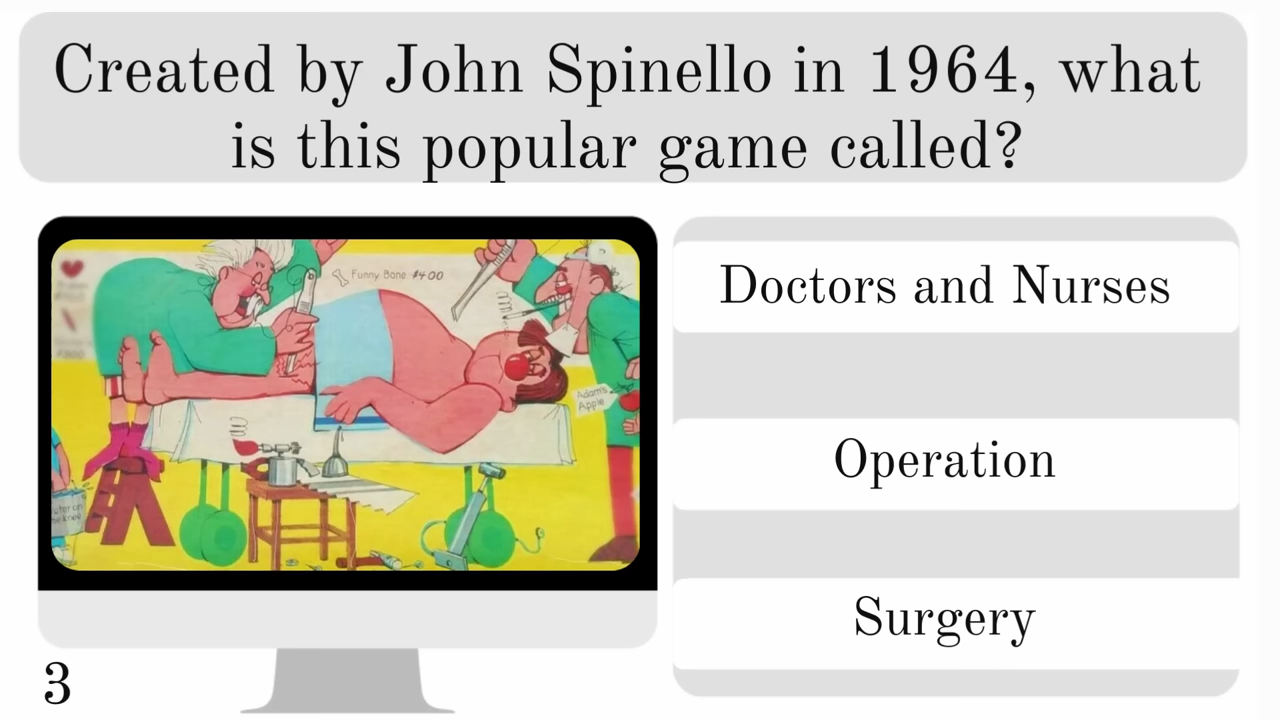 Created by John Spinello in 1964, what
is this popular game called?
Funny Bone $400
Adam's
Apple
Doctors and Nurses
Operation
Surgery
3